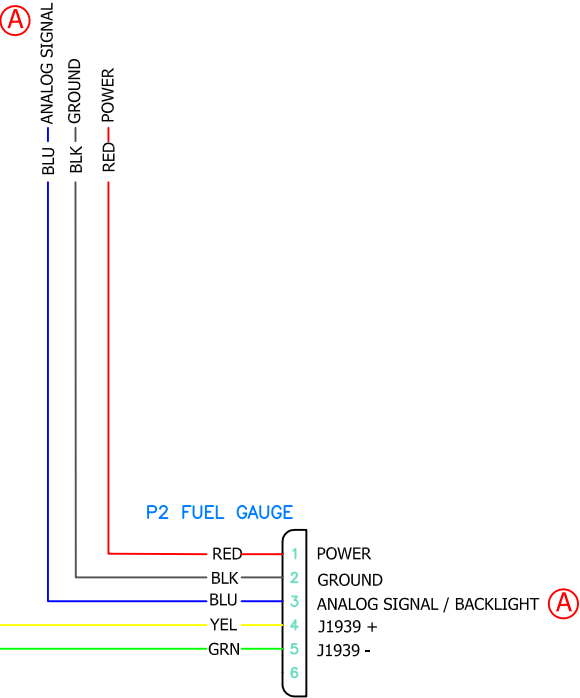 A
BLU ANALOG SIGNAL
BLK GROUND
RED POWER
P2 FUEL GAUGE
RED 1 POWER
BLK 2 GROUND
BLU 3 ANALOG SIGNAL / BACKLIGHT A
YEL 4 J1939 +
GRN 5 J1939 -
6